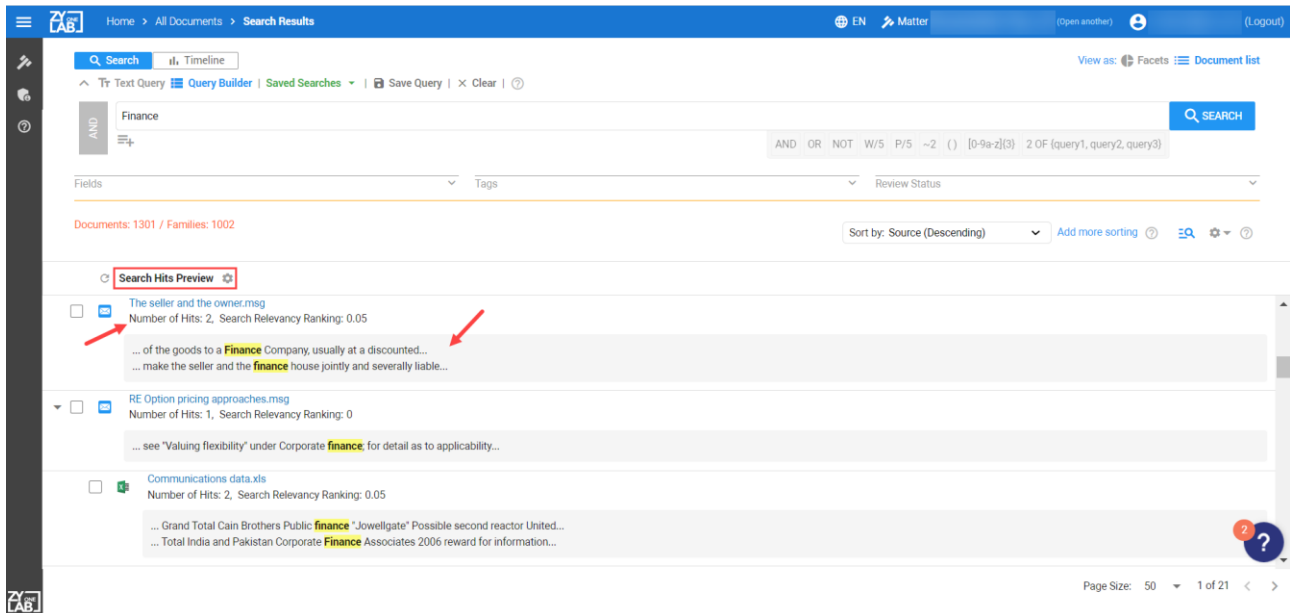 ZY ONE LAB Home > All Documents > Search Results EN Matter (Open another) (Logout)
Search Timeline View as: Facets Document list
Text Query Query Builder | Saved Searches | Save Query | Clear |
AND Finance SEARCH
AND OR NOT W/5 P/5 ~2 () [0-9a-z]{3} 2 OF {query1, query2, query3}
Fields Tags Review Status
Documents: 1301 / Families: 1002 Sort by: Source (Descending) Add more sorting
Search Hits Preview
The seller and the owner.msg
Number of Hits: 2, Search Relevancy Ranking: 0.05
... of the goods to a Finance Company, usually at a discounted...
... make the seller and the finance house jointly and severally liable...
RE Option pricing approaches.msg
Number of Hits: 1, Search Relevancy Ranking: 0
... see "Valuing flexibility" under Corporate finance; for detail as to applicability...
Communications data.xls
Number of Hits: 2, Search Relevancy Ranking: 0.05
... Grand Total Cain Brothers Public finance "Jowellgate" Possible second reactor United...
... Total India and Pakistan Corporate Finance Associates 2006 reward for information...
2 ?
Page Size: 50 1 of 21 < >
ZY ONE LAB